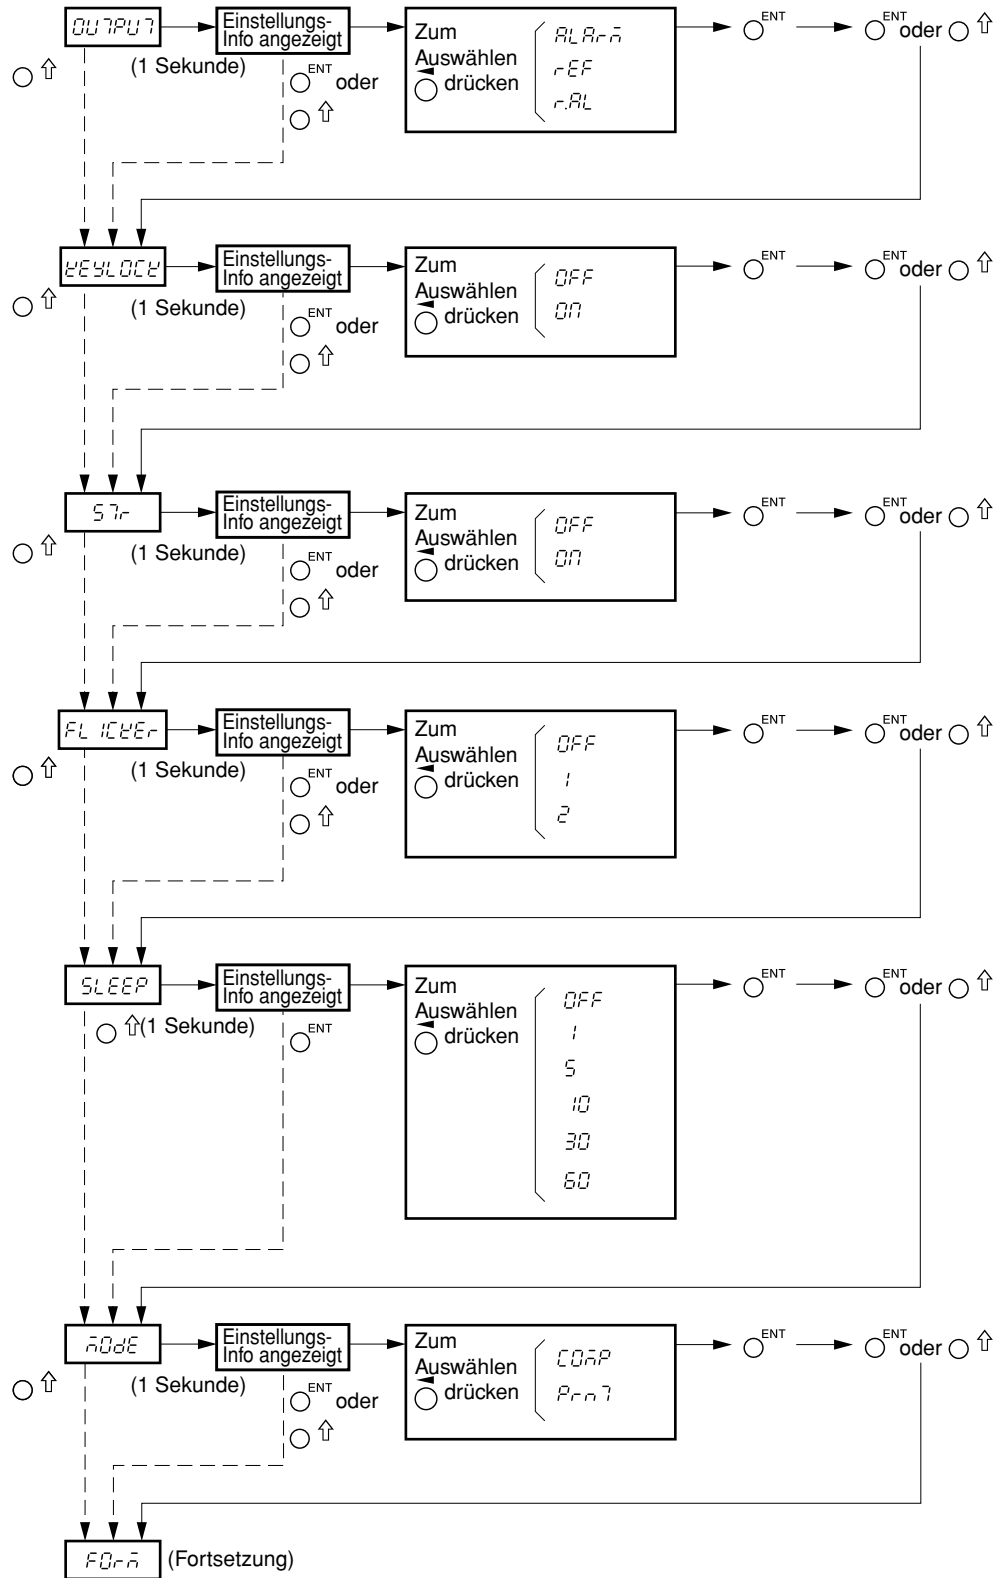 OUTPUT
Einstellungs-
Info angezeigt
(1 Sekunde)
ENT oder
Zum
Auswählen
drücken
ALArm
rEF
r.AL
ENT
ENT oder
KEYLOCK
Einstellungs-
Info angezeigt
(1 Sekunde)
ENT oder
Zum
Auswählen
drücken
OFF
ON
ENT
ENT oder
STr
Einstellungs-
Info angezeigt
(1 Sekunde)
ENT oder
Zum
Auswählen
drücken
OFF
ON
ENT
ENT oder
FLICKEr
Einstellungs-
Info angezeigt
(1 Sekunde)
ENT oder
Zum
Auswählen
drücken
OFF
1
2
ENT
ENT oder
SLEEP
Einstellungs-
Info angezeigt
(1 Sekunde)
ENT
Zum
Auswählen
drücken
OFF
1
5
10
30
60
ENT
ENT oder
mOdE
Einstellungs-
Info angezeigt
(1 Sekunde)
ENT oder
Zum
Auswählen
drücken
COmP
PrnT
ENT
ENT oder
FOrm (Fortsetzung)